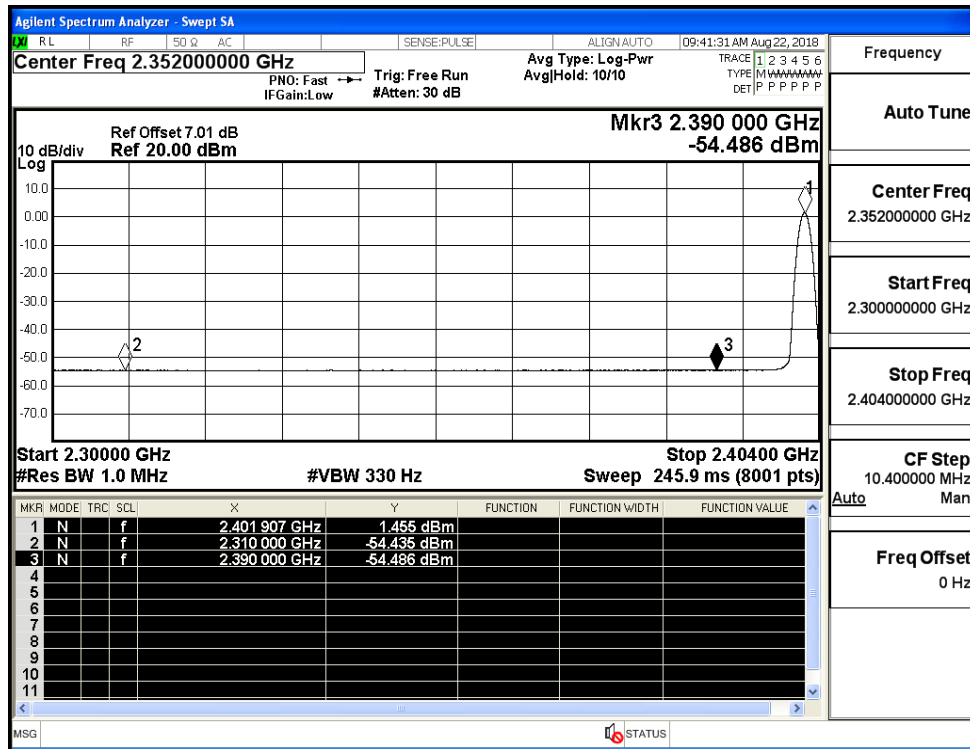 Agilent Spectrum Analyzer - Swept SA
LXI RL RF 50 Ω AC SENSE:PULSE ALIGN AUTO 09:41:31 AM Aug 22, 2018
Center Freq 2.352000000 GHz
PNO: Fast
IFGain:Low
Trig: Free Run
#Atten: 30 dB
Avg Type: Log-Pwr
Avg|Hold: 10/10
TRACE 1 2 3 4 5 6
TYPE M WWWWW
DET P P P P P P
Frequency
Auto Tune
Center Freq
2.352000000 GHz
Start Freq
2.300000000 GHz
Stop Freq
2.404000000 GHz
CF Step
10.400000 MHz
Auto Man
Freq Offset
0 Hz
Mkr3 2.390 000 GHz
-54.486 dBm
Ref Offset 7.01 dB
10 dB/div Ref 20.00 dBm
Log
10.0
0.00
-10.0
-20.0
-30.0
-40.0
-50.0
-60.0
-70.0
1
2
3
Start 2.30000 GHz Stop 2.40400 GHz
#Res BW 1.0 MHz #VBW 330 Hz Sweep 245.9 ms (8001 pts)
MKR MODE TRC SCL X Y FUNCTION FUNCTION WIDTH FUNCTION VALUE
1 N f 2.401 907 GHz 1.455 dBm
2 N f 2.310 000 GHz -54.435 dBm
3 N f 2.390 000 GHz -54.486 dBm
4
5
6
7
8
9
10
11
MSG STATUS